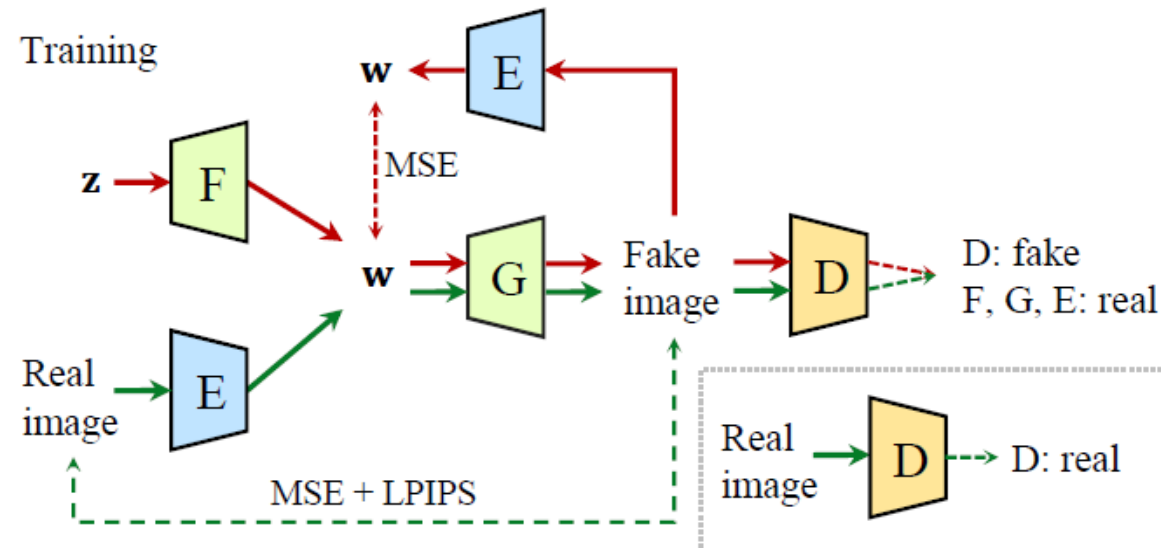 Training
w
E
MSE
z
F
w
G
Fake
image
D
D: fake
F, G, E: real
Real
image
E
MSE + LPIPS
Real
image
D
D: real